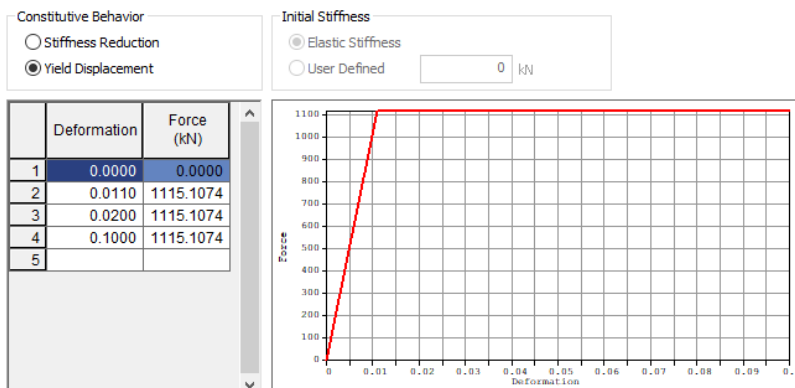 Constitutive Behavior
Stiffness Reduction
Yield Displacement
Initial Stiffness
Elastic Stiffness
User Defined 0 kN
Deformation Force (kN)
1 0.0000 0.0000
2 0.0110 1115.1074
3 0.0200 1115.1074
4 0.1000 1115.1074
5
1100
1000
900
800
700
600
500
400
300
200
100
0
Force
0 0.01 0.02 0.03 0.04 0.05 0.06 0.07 0.08 0.09 0.
Deformation